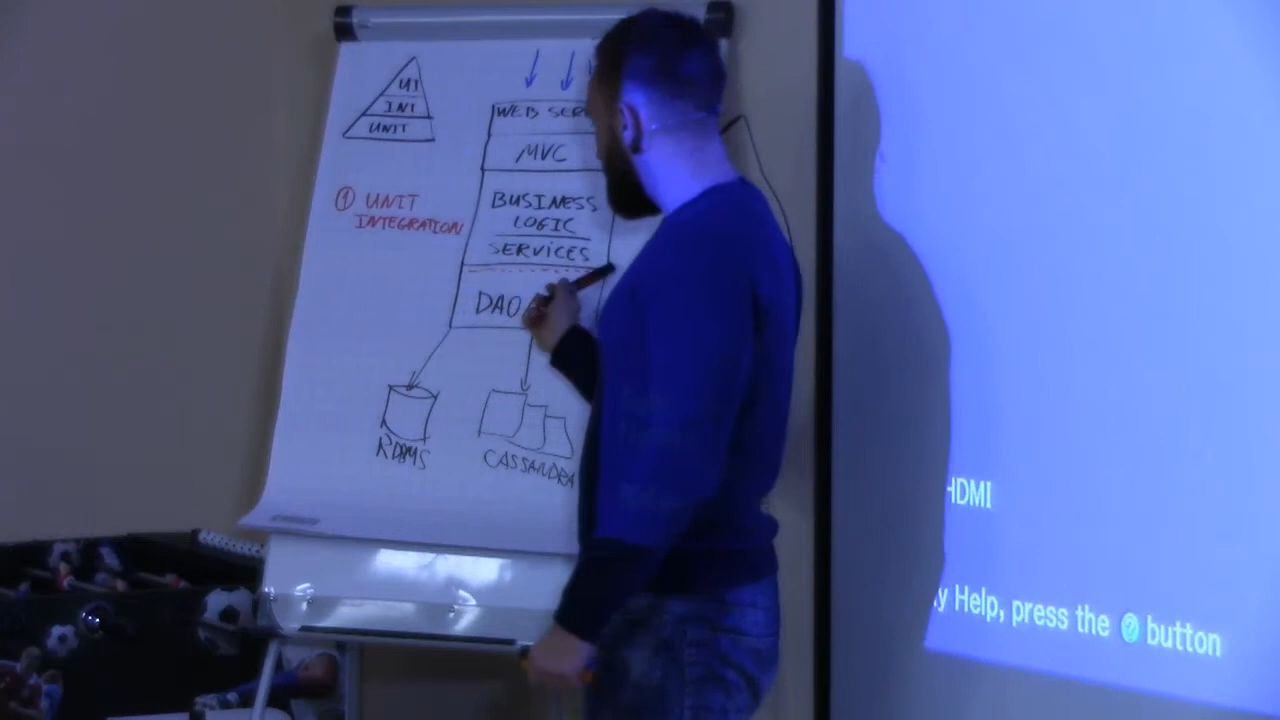 UI
INT
UNIT
① UNIT
INTEGRATION
WEB
MVC
BUSINESS
LOGIC
SERVICES
DAO
RDBMS
CASSANDRA
HDMI
Help, press the ? button